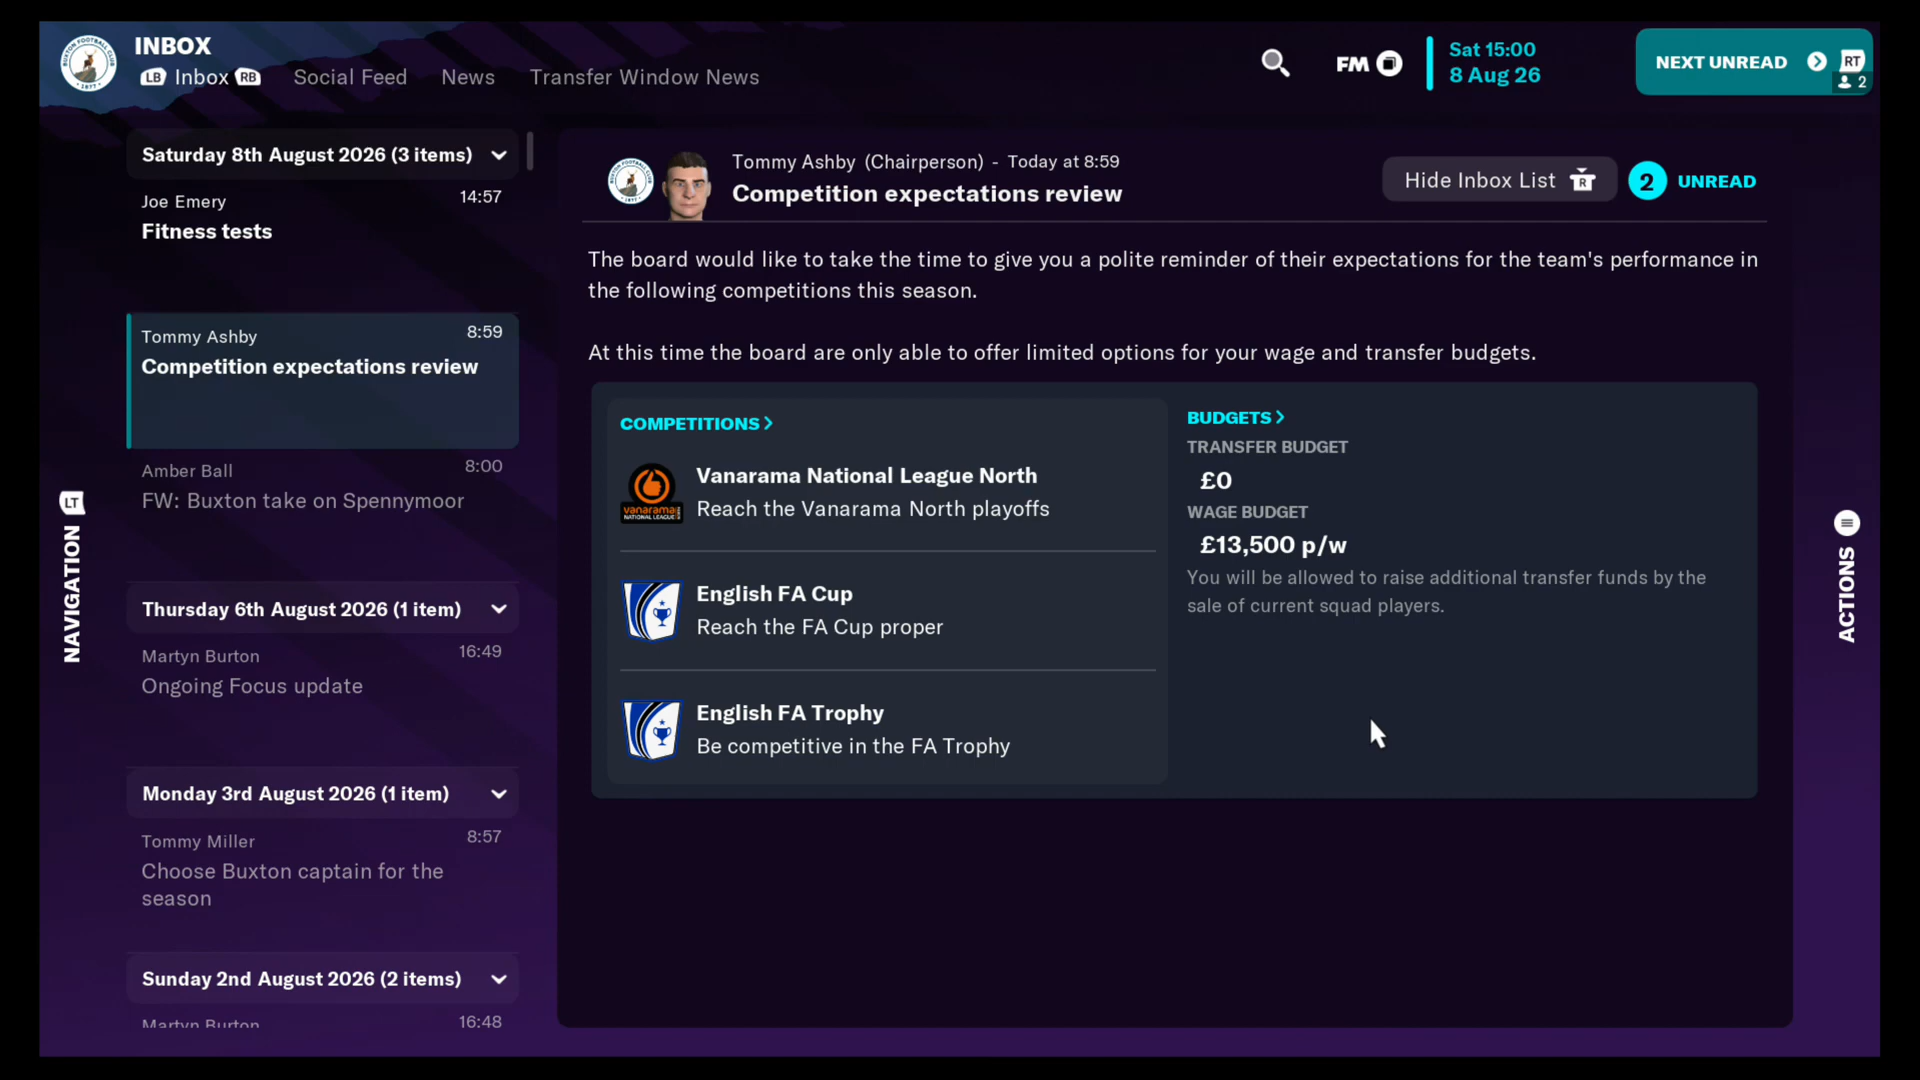 INBOX
LB Inbox RB
Social Feed
News
Transfer Window News
FM
Sat 15:00
8 Aug 26
NEXT UNREAD
RT
2
Saturday 8th August 2026 (3 items)
Joe Emery
14:57
Fitness tests
Tommy Ashby
8:59
Competition expectations review
Amber Ball
8:00
FW: Buxton take on Spennymoor
Thursday 6th August 2026 (1 item)
Martyn Burton
16:49
Ongoing Focus update
Monday 3rd August 2026 (1 item)
Tommy Miller
8:57
Choose Buxton captain for the
season
Sunday 2nd August 2026 (2 items)
Martyn Burton
16:48
LT
NAVIGATION
Tommy Ashby (Chairperson) - Today at 8:59
Competition expectations review
Hide Inbox List
R
2 UNREAD
The board would like to take the time to give you a polite reminder of their expectations for the team's performance in
the following competitions this season.
At this time the board are only able to offer limited options for your wage and transfer budgets.
COMPETITIONS
vanarama
NATIONAL LEAGUE
Vanarama National League North
Reach the Vanarama North playoffs
English FA Cup
Reach the FA Cup proper
English FA Trophy
Be competitive in the FA Trophy
BUDGETS
TRANSFER BUDGET
£0
WAGE BUDGET
£13,500 p/w
You will be allowed to raise additional transfer funds by the
sale of current squad players.
ACTIONS